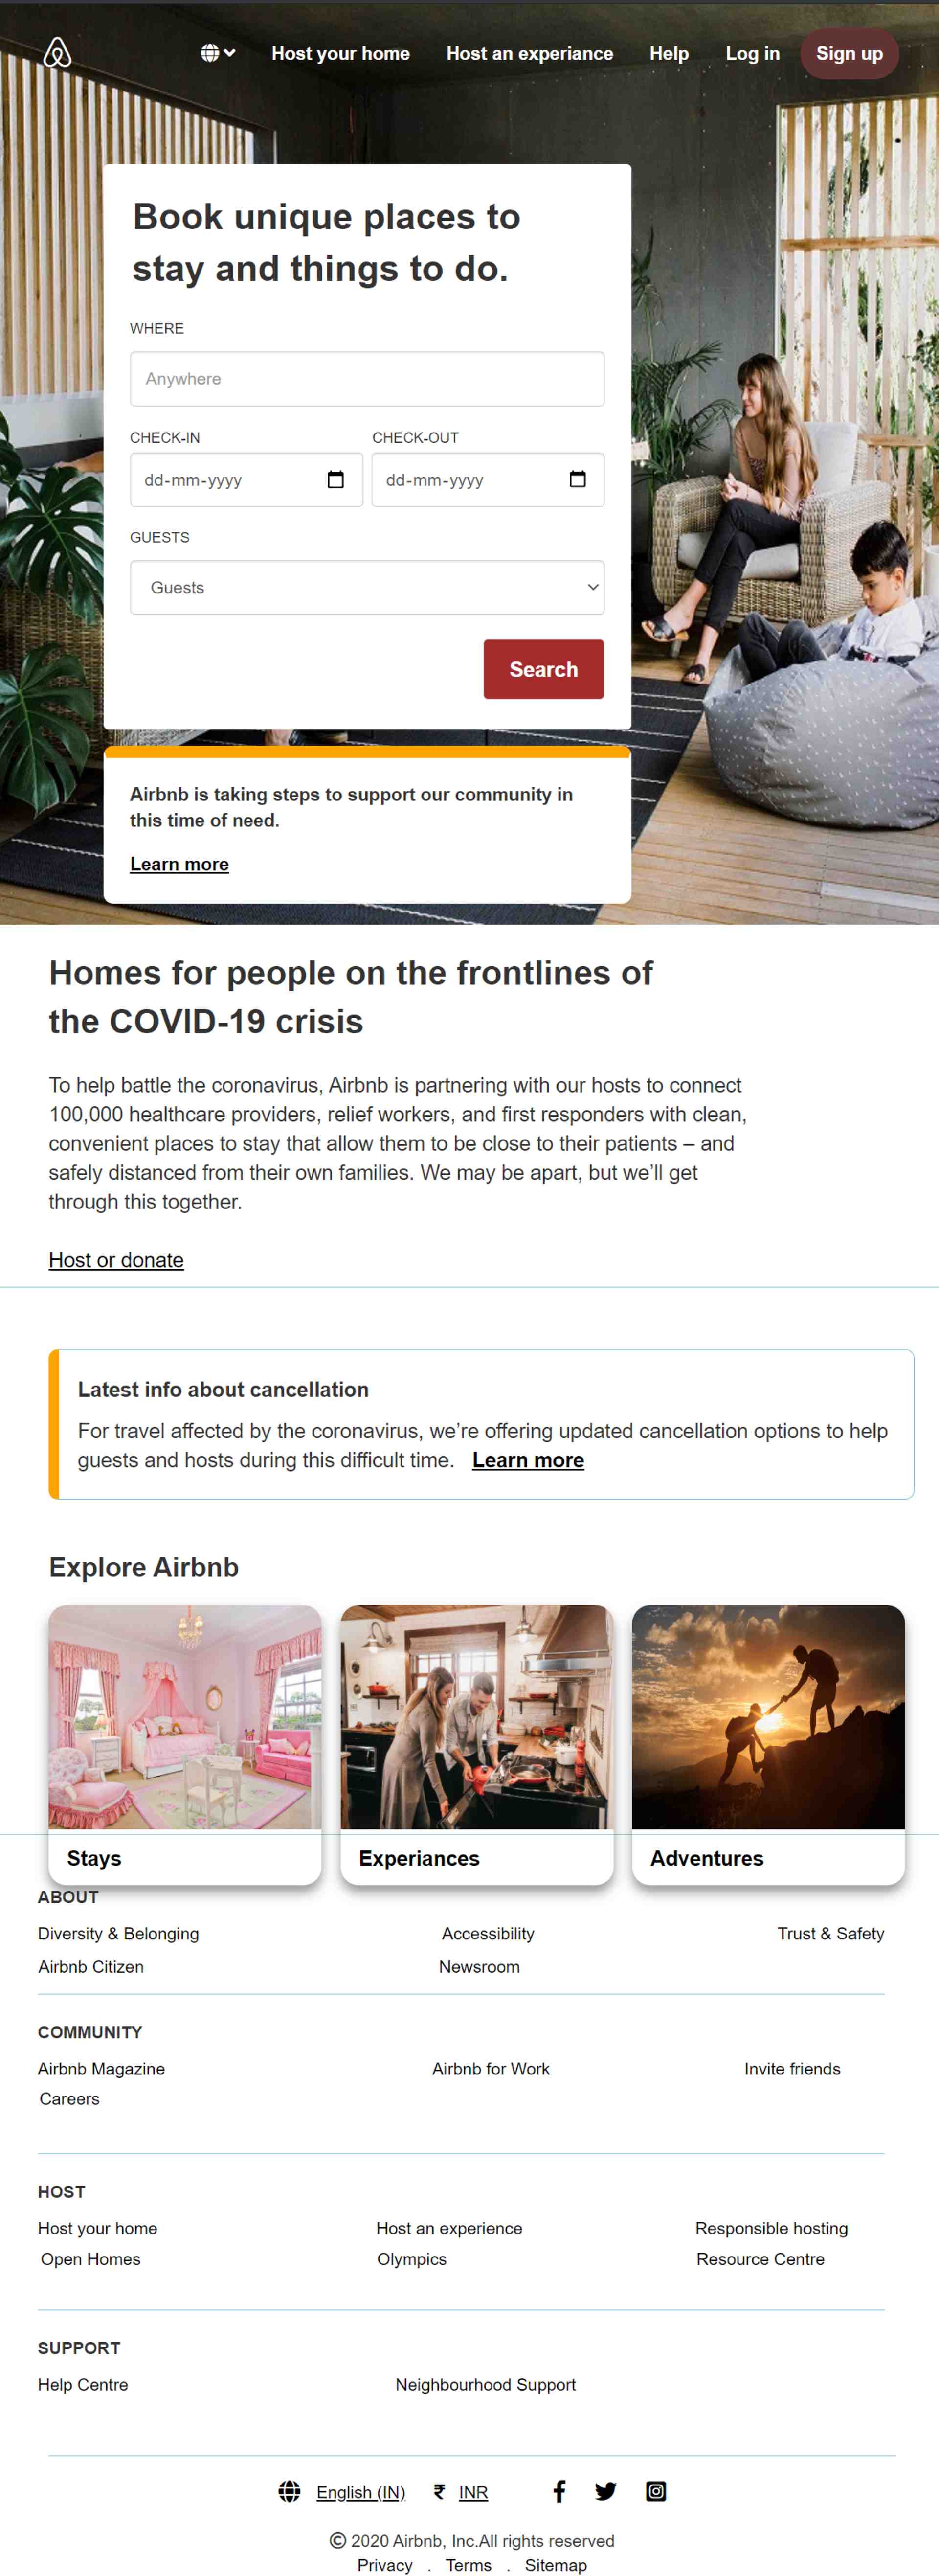 Host your home Host an experiance Help Log in Sign up
Book unique places to
stay and things to do.
WHERE
Anywhere
CHECK-IN CHECK-OUT
dd-mm-yyyy dd-mm-yyyy
GUESTS
Guests
Search
Airbnb is taking steps to support our community in
this time of need.
Learn more
Homes for people on the frontlines of
the COVID-19 crisis
To help battle the coronavirus, Airbnb is partnering with our hosts to connect
100,000 healthcare providers, relief workers, and first responders with clean,
convenient places to stay that allow them to be close to their patients – and
safely distanced from their own families. We may be apart, but we’ll get
through this together.
Host or donate
Latest info about cancellation
For travel affected by the coronavirus, we’re offering updated cancellation options to help
guests and hosts during this difficult time. Learn more
Explore Airbnb
Stays Experiances Adventures
ABOUT
Diversity & Belonging Accessibility Trust & Safety
Airbnb Citizen Newsroom
COMMUNITY
Airbnb Magazine Airbnb for Work Invite friends
Careers
HOST
Host your home Host an experience Responsible hosting
Open Homes Olympics Resource Centre
SUPPORT
Help Centre Neighbourhood Support
English (IN) ₹ INR
© 2020 Airbnb, Inc.All rights reserved
Privacy . Terms . Sitemap